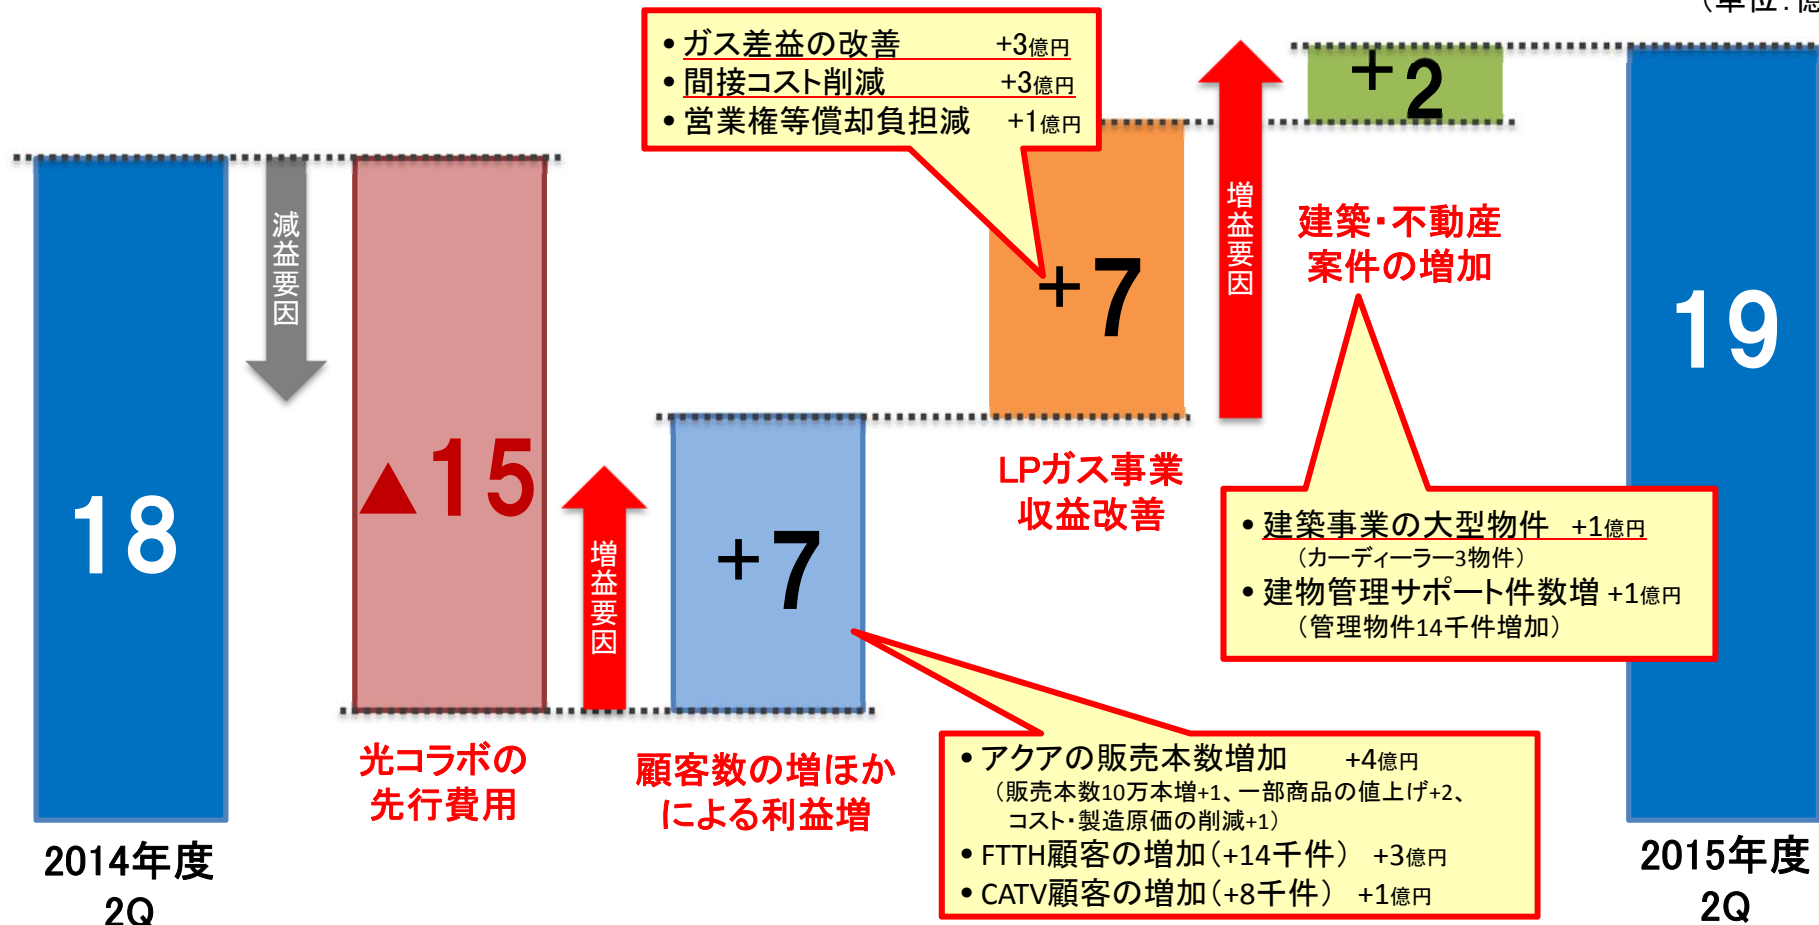 （単位：億
• ガス差益の改善 +3億円
• 間接コスト削減 +3億円
• 営業権等償却負担減 +1億円
+2
減益要因
増益要因
建築・不動産
案件の増加
+7
19
▲15
18
LPガス事業
収益改善
増益要因
+7
• 建築事業の大型物件 +1億円
（カーディーラー3物件）
• 建物管理サポート件数増 +1億円
（管理物件14千件増加）
光コラボの
先行費用
顧客数の増ほか
による利益増
• アクアの販売本数増加 +4億円
（販売本数10万本増+1、一部商品の値上げ+2、
コスト・製造原価の削減+1）
• FTTH顧客の増加（+14千件） +3億円
• CATV顧客の増加（+8千件） +1億円
2014年度
2Q
2015年度
2Q